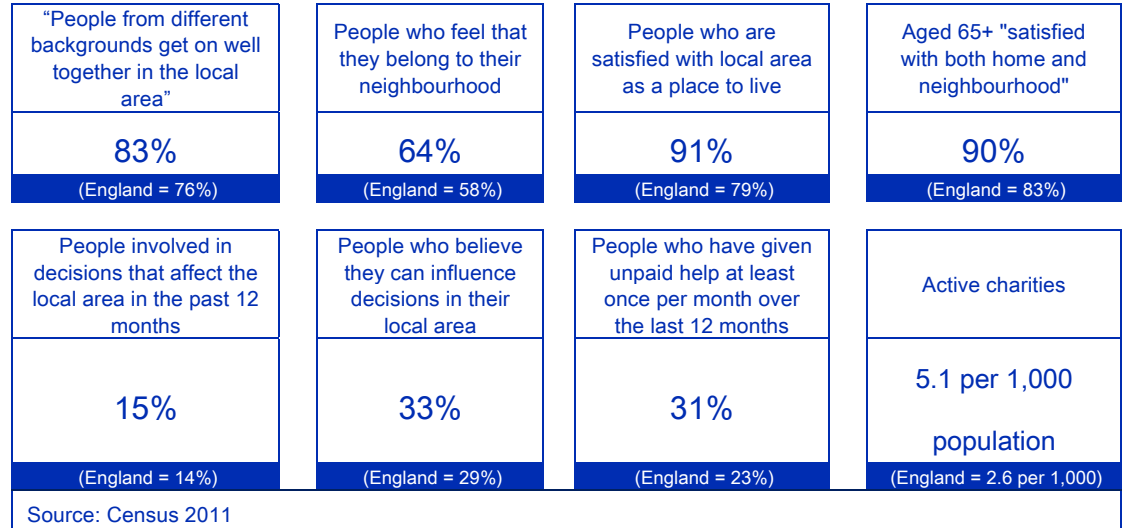 “People from different
backgrounds get on well
together in the local
area”
83%
(England = 76%)
People who feel that
they belong to their
neighbourhood
64%
(England = 58%)
People who are
satisfied with local area
as a place to live
91%
(England = 79%)
Aged 65+ "satisfied
with both home and
neighbourhood"
90%
(England = 83%)
People involved in
decisions that affect the
local area in the past 12
months
15%
(England = 14%)
People who believe
they can influence
decisions in their
local area
33%
(England = 29%)
People who have given
unpaid help at least
once per month over
the last 12 months
31%
(England = 23%)
Active charities
5.1 per 1,000
population
(England = 2.6 per 1,000)
Source: Census 2011